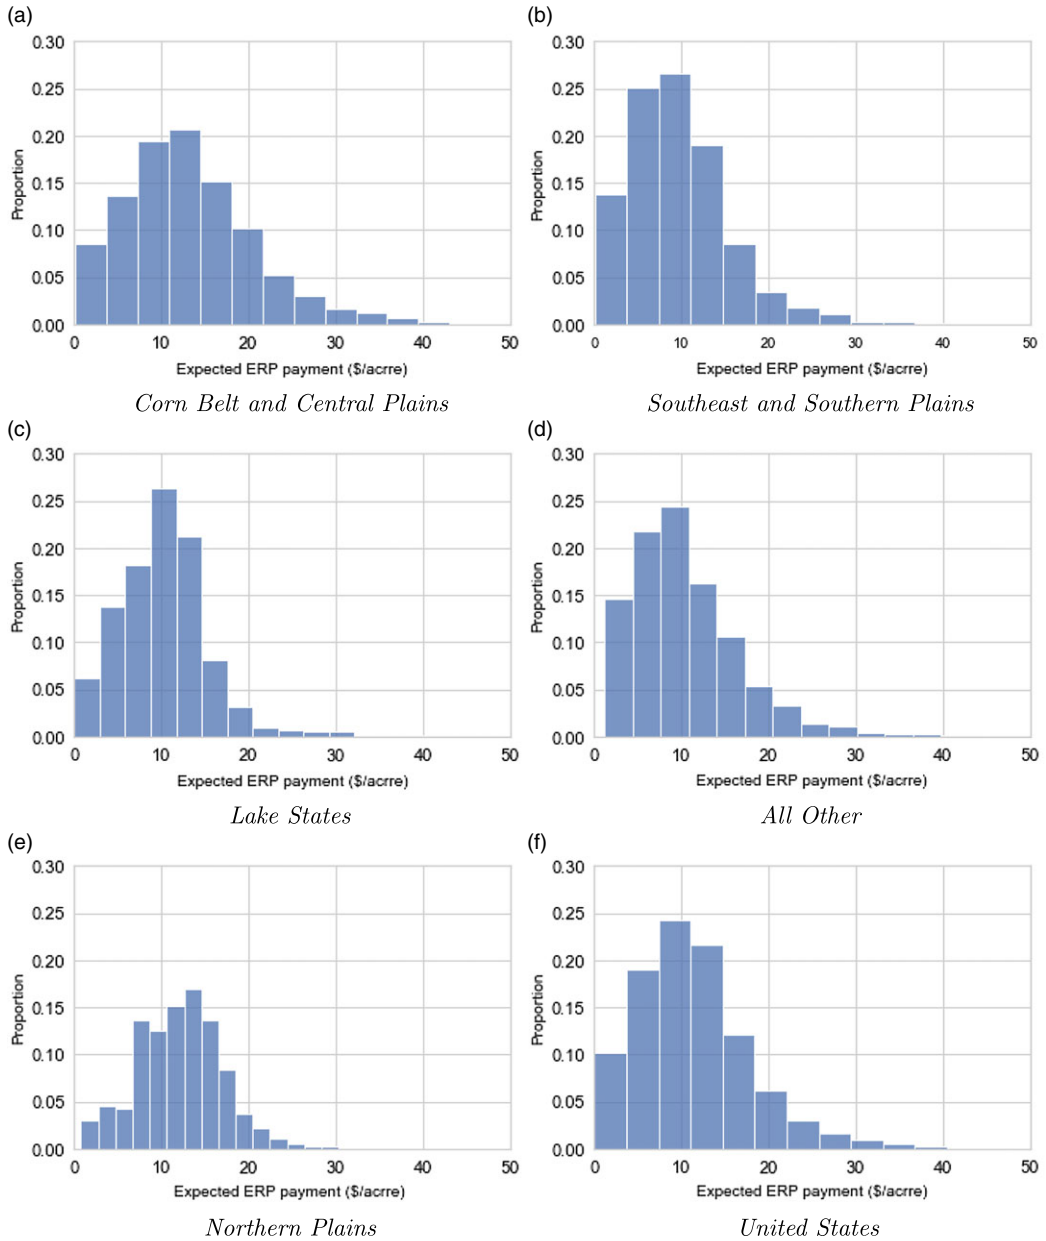 (a)
0.30
0.25
0.20
0.15
0.10
0.05
0.00
Proportion
0 10 20 30 40 50
Expected ERP payment ($/acrre)
Corn Belt and Central Plains
(b)
0.30
0.25
0.20
0.15
0.10
0.05
0.00
Proportion
0 10 20 30 40 50
Expected ERP payment ($/acrre)
Southeast and Southern Plains
(c)
0.30
0.25
0.20
0.15
0.10
0.05
0.00
Proportion
0 10 20 30 40 50
Expected ERP payment ($/acrre)
Lake States
(d)
0.30
0.25
0.20
0.15
0.10
0.05
0.00
Proportion
0 10 20 30 40 50
Expected ERP payment ($/acrre)
All Other
(e)
0.30
0.25
0.20
0.15
0.10
0.05
0.00
Proportion
0 10 20 30 40 50
Expected ERP payment ($/acrre)
Northern Plains
(f)
0.30
0.25
0.20
0.15
0.10
0.05
0.00
Proportion
0 10 20 30 40 50
Expected ERP payment ($/acrre)
United States